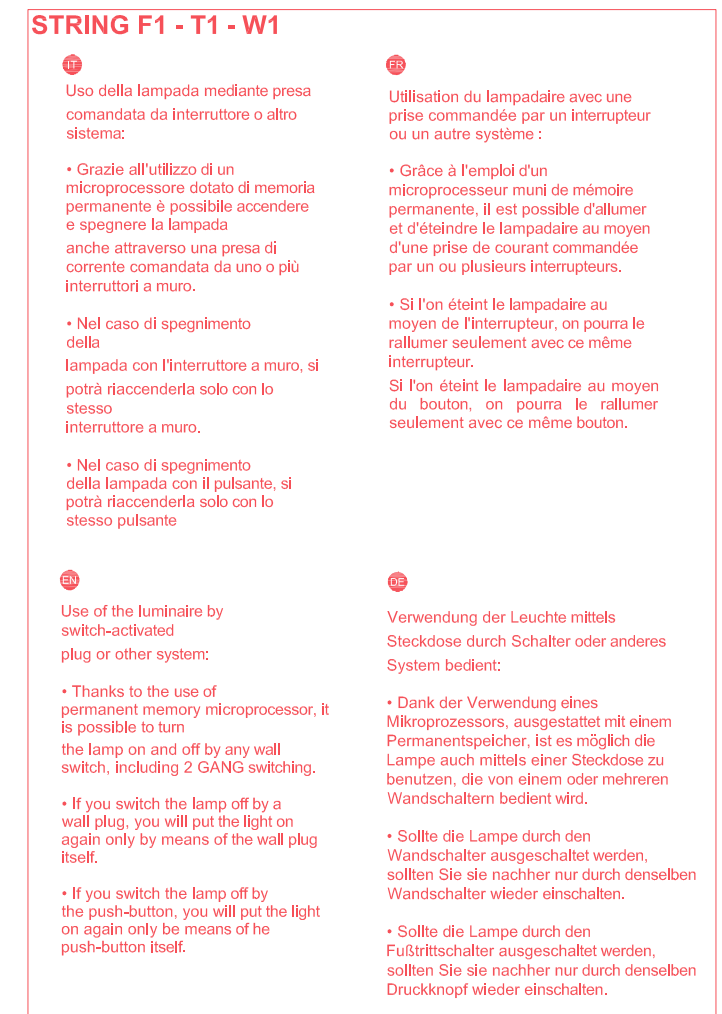 STRING F1 - T1 - W1
IT
Uso della lampada mediante presa
comandata da interruttore o altro
sistema:
• Grazie all'utilizzo di un
microprocessore dotato di memoria
permanente è possibile accendere
e spegnere la lampada
anche attraverso una presa di
corrente comandata da uno o più
interruttori a muro.
• Nel caso di spegnimento
della
lampada con l'interruttore a muro, si
potrà riaccenderla solo con lo
stesso
interruttore a muro.
• Nel caso di spegnimento
della lampada con il pulsante, si
potrà riaccenderla solo con lo
stesso pulsante
FR
Utilisation du lampadaire avec une
prise commandée par un interrupteur
ou un autre système :
• Grâce à l'emploi d'un
microprocesseur muni de mémoire
permanente, il est possible d'allumer
et d'éteindre le lampadaire au moyen
d'une prise de courant commandée
par un ou plusieurs interrupteurs.
• Si l'on éteint le lampadaire au
moyen de l'interrupteur, on pourra le
rallumer seulement avec ce même
interrupteur.
Si l'on éteint le lampadaire au moyen
du bouton, on pourra le rallumer
seulement avec ce même bouton.
EN
Use of the luminaire by
switch-activated
plug or other system:
• Thanks to the use of
permanent memory microprocessor, it
is possible to turn
the lamp on and off by any wall
switch, including 2 GANG switching.
• If you switch the lamp off by a
wall plug, you will put the light on
again only by means of the wall plug
itself.
• If you switch the lamp off by
the push-button, you will put the light
on again only be means of he
push-button itself.
DE
Verwendung der Leuchte mittels
Steckdose durch Schalter oder anderes
System bedient:
• Dank der Verwendung eines
Mikroprozessors, ausgestattet mit einem
Permanentspeicher, ist es möglich die
Lampe auch mittels einer Steckdose zu
benutzen, die von einem oder mehreren
Wandschaltern bedient wird.
• Sollte die Lampe durch den
Wandschalter ausgeschaltet werden,
sollten Sie sie nachher nur durch denselben
Wandschalter wieder einschalten.
• Sollte die Lampe durch den
Fußtrittschalter ausgeschaltet werden,
sollten Sie sie nachher nur durch denselben
Druckknopf wieder einschalten.